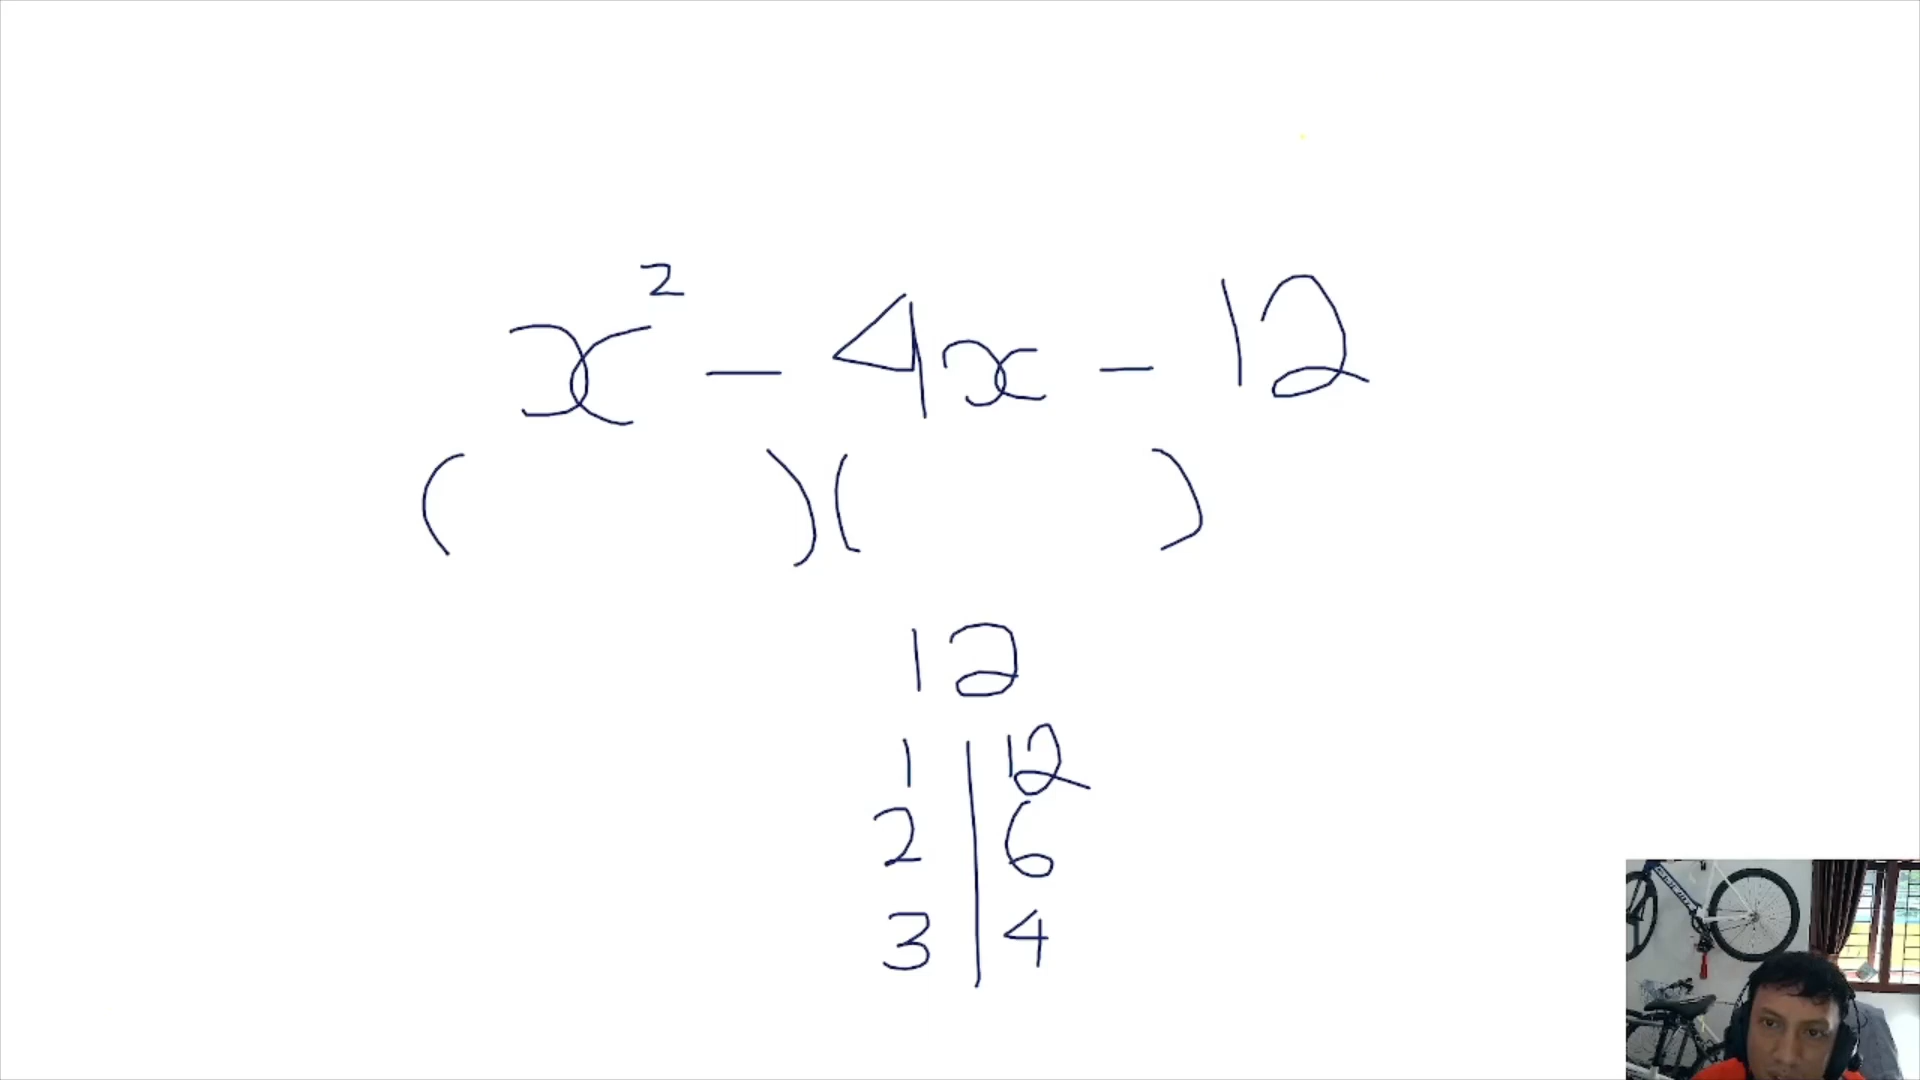 x² - 4x - 12
(    )(    )
12
1 | 12
2 | 6
3 | 4